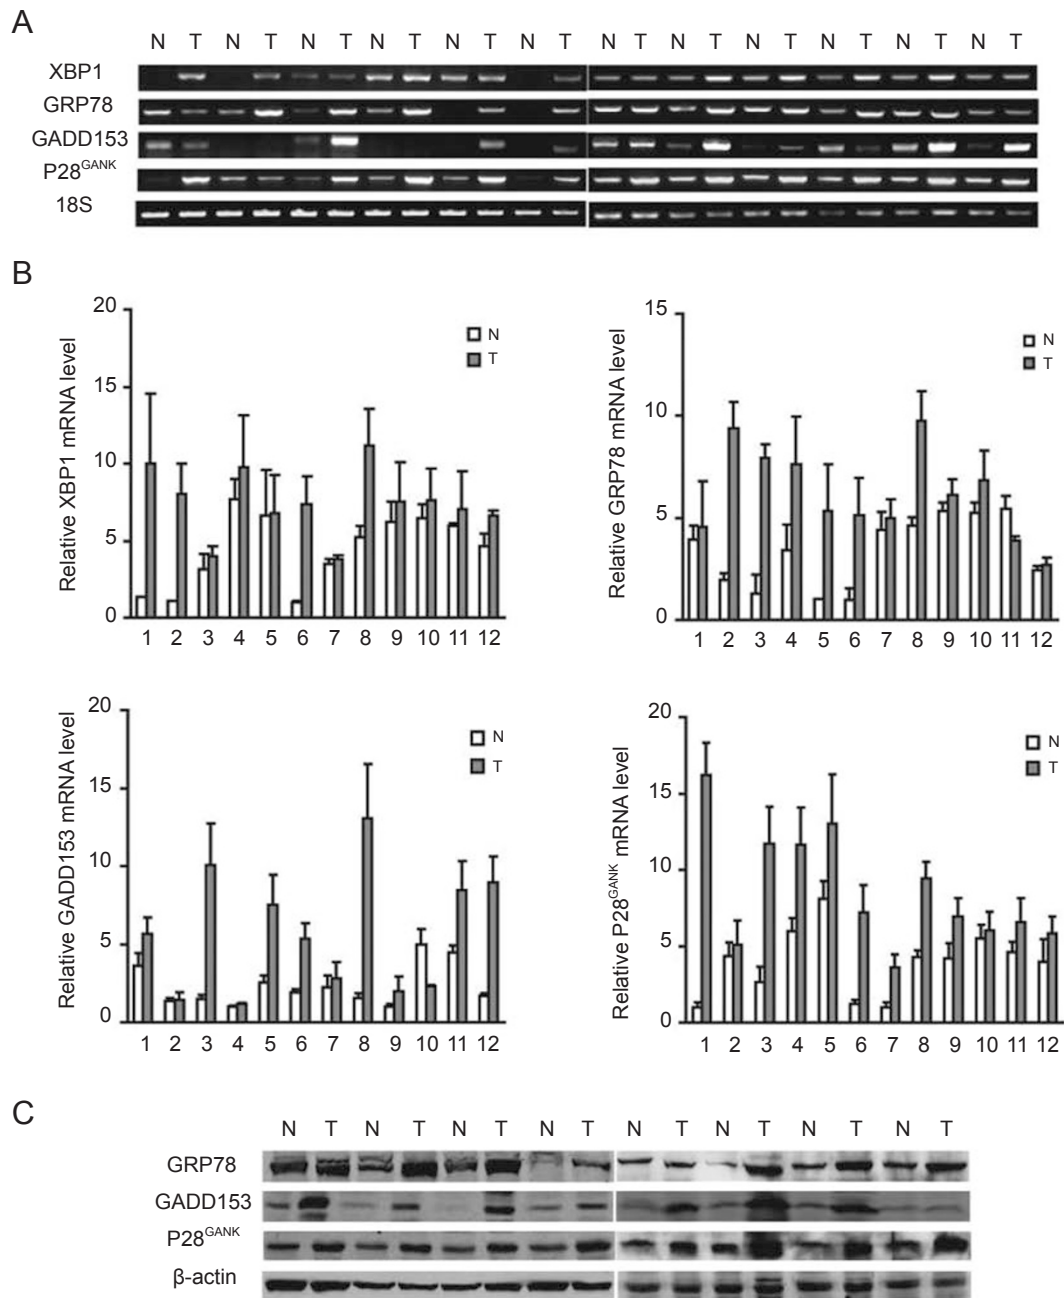 A
N T N T N T N T N T N T N T N T N T N T N T N T
XBP1
GRP78
GADD153
P28GANK
18S
B
Relative XBP1 mRNA level
20
15
10
5
0
N
T
1 2 3 4 5 6 7 8 9 10 11 12
Relative GRP78 mRNA level
15
10
5
0
N
T
1 2 3 4 5 6 7 8 9 10 11 12
Relative GADD153 mRNA level
20
15
10
5
0
N
T
1 2 3 4 5 6 7 8 9 10 11 12
Relative P28GANK mRNA level
20
15
10
5
0
N
T
1 2 3 4 5 6 7 8 9 10 11 12
C
N T N T N T N T N T N T N T N T
GRP78
GADD153
P28GANK
β-actin